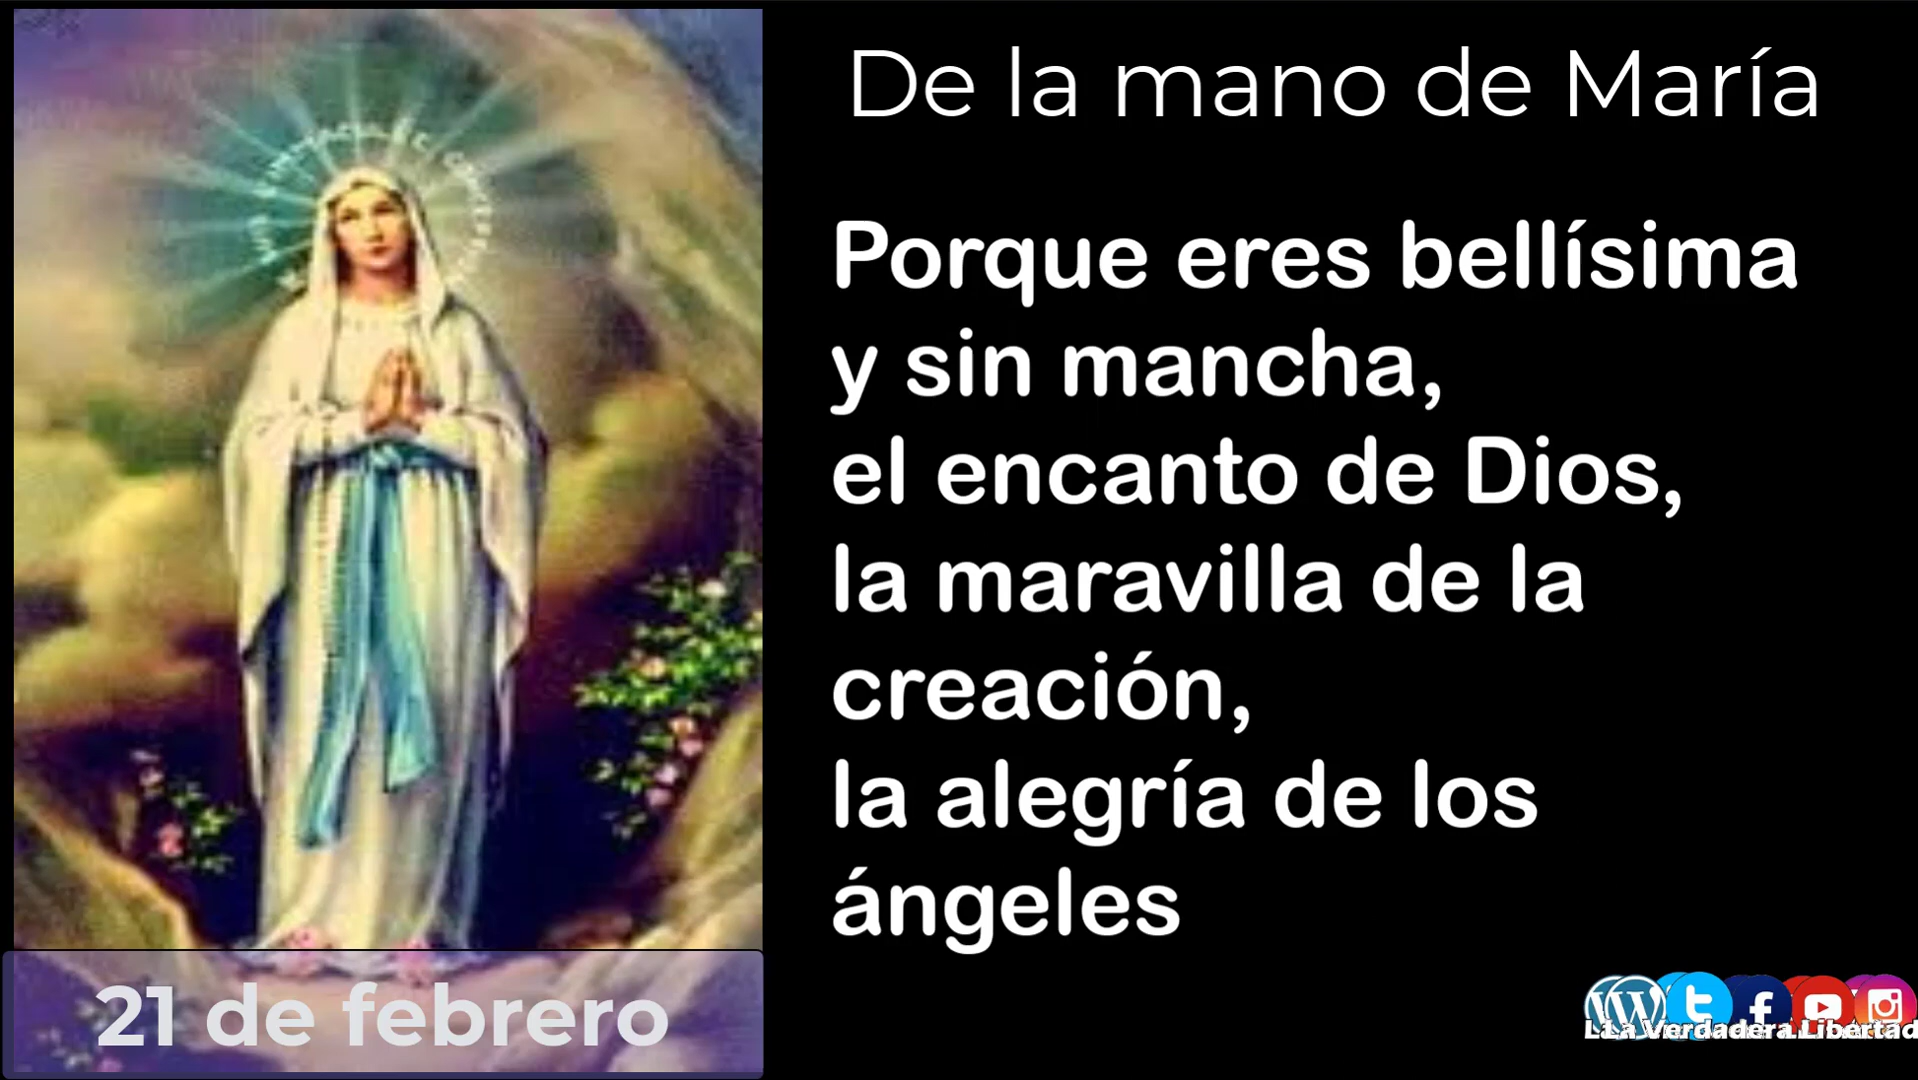 De la mano de María
Porque eres bellísima
y sin mancha,
el encanto de Dios,
la maravilla de la
creación,
la alegría de los
ángeles
21 de febrero
La Verdadera Libertad